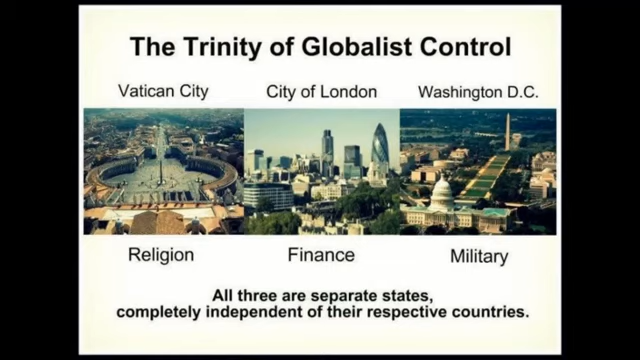 The Trinity of Globalist Control
Vatican City
City of London
Washington D.C.
Religion
Finance
Military
All three are separate states,
completely independent of their respective countries.